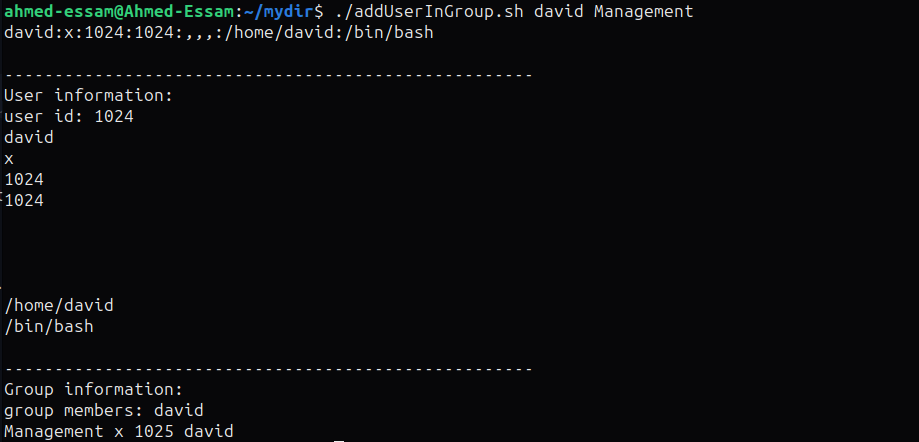 ahmed-essam@Ahmed-Essam:~/mydir$ ./addUserInGroup.sh david Management
david:x:1024:1024:,,,:/home/david:/bin/bash
-----------------------------------------------------
User information:
user id: 1024
david
x
1024
1024
/home/david
/bin/bash
-----------------------------------------------------
Group information:
group members: david
Management x 1025 david